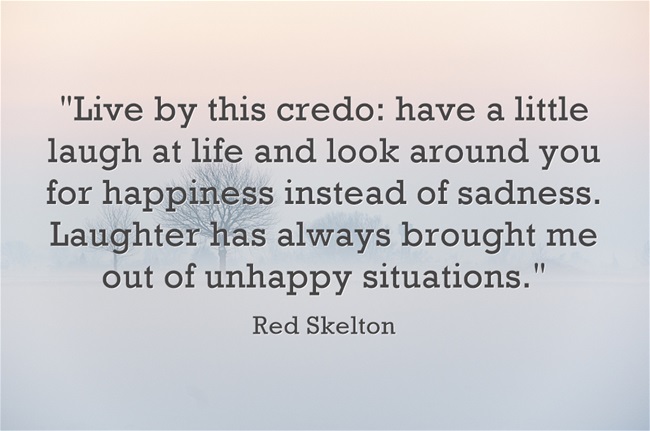 "Live by this credo: have a little
laugh at life and look around you
for happiness instead of sadness.
Laughter has always brought me
out of unhappy situations."
Red Skelton